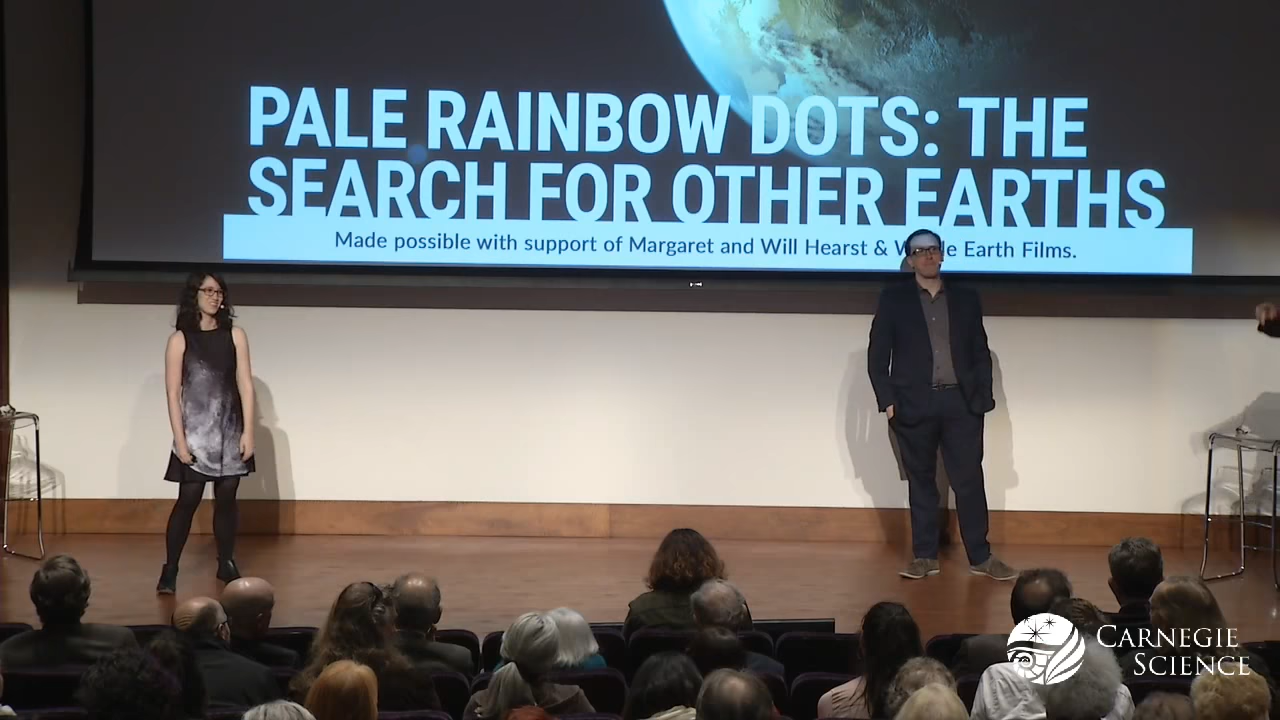 PALE RAINBOW DOTS: THE
SEARCH FOR OTHER EARTHS
Made possible with support of Margaret and Will Hearst & W le Earth Films.
CARNEGIE
SCIENCE